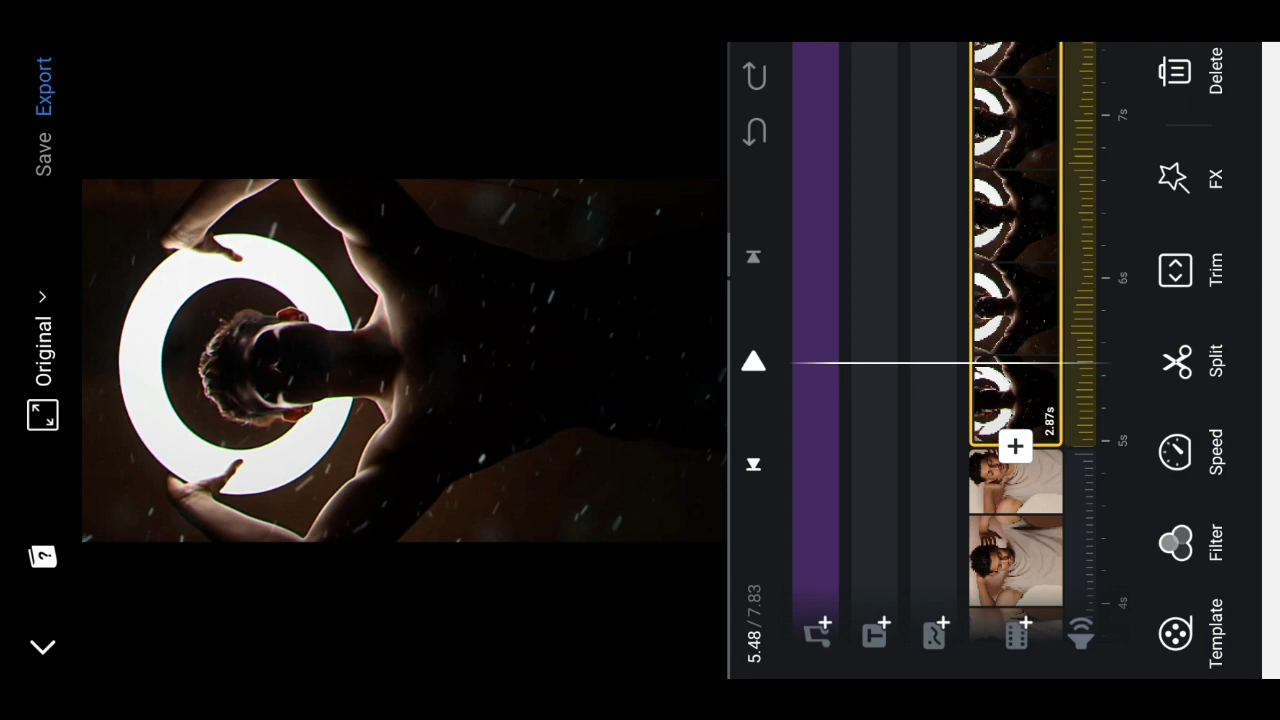 Original
Save
Export
5.48 / 7.83
2.87s
4s
5s
6s
7s
Template
Filter
Speed
Split
Trim
FX
Delete